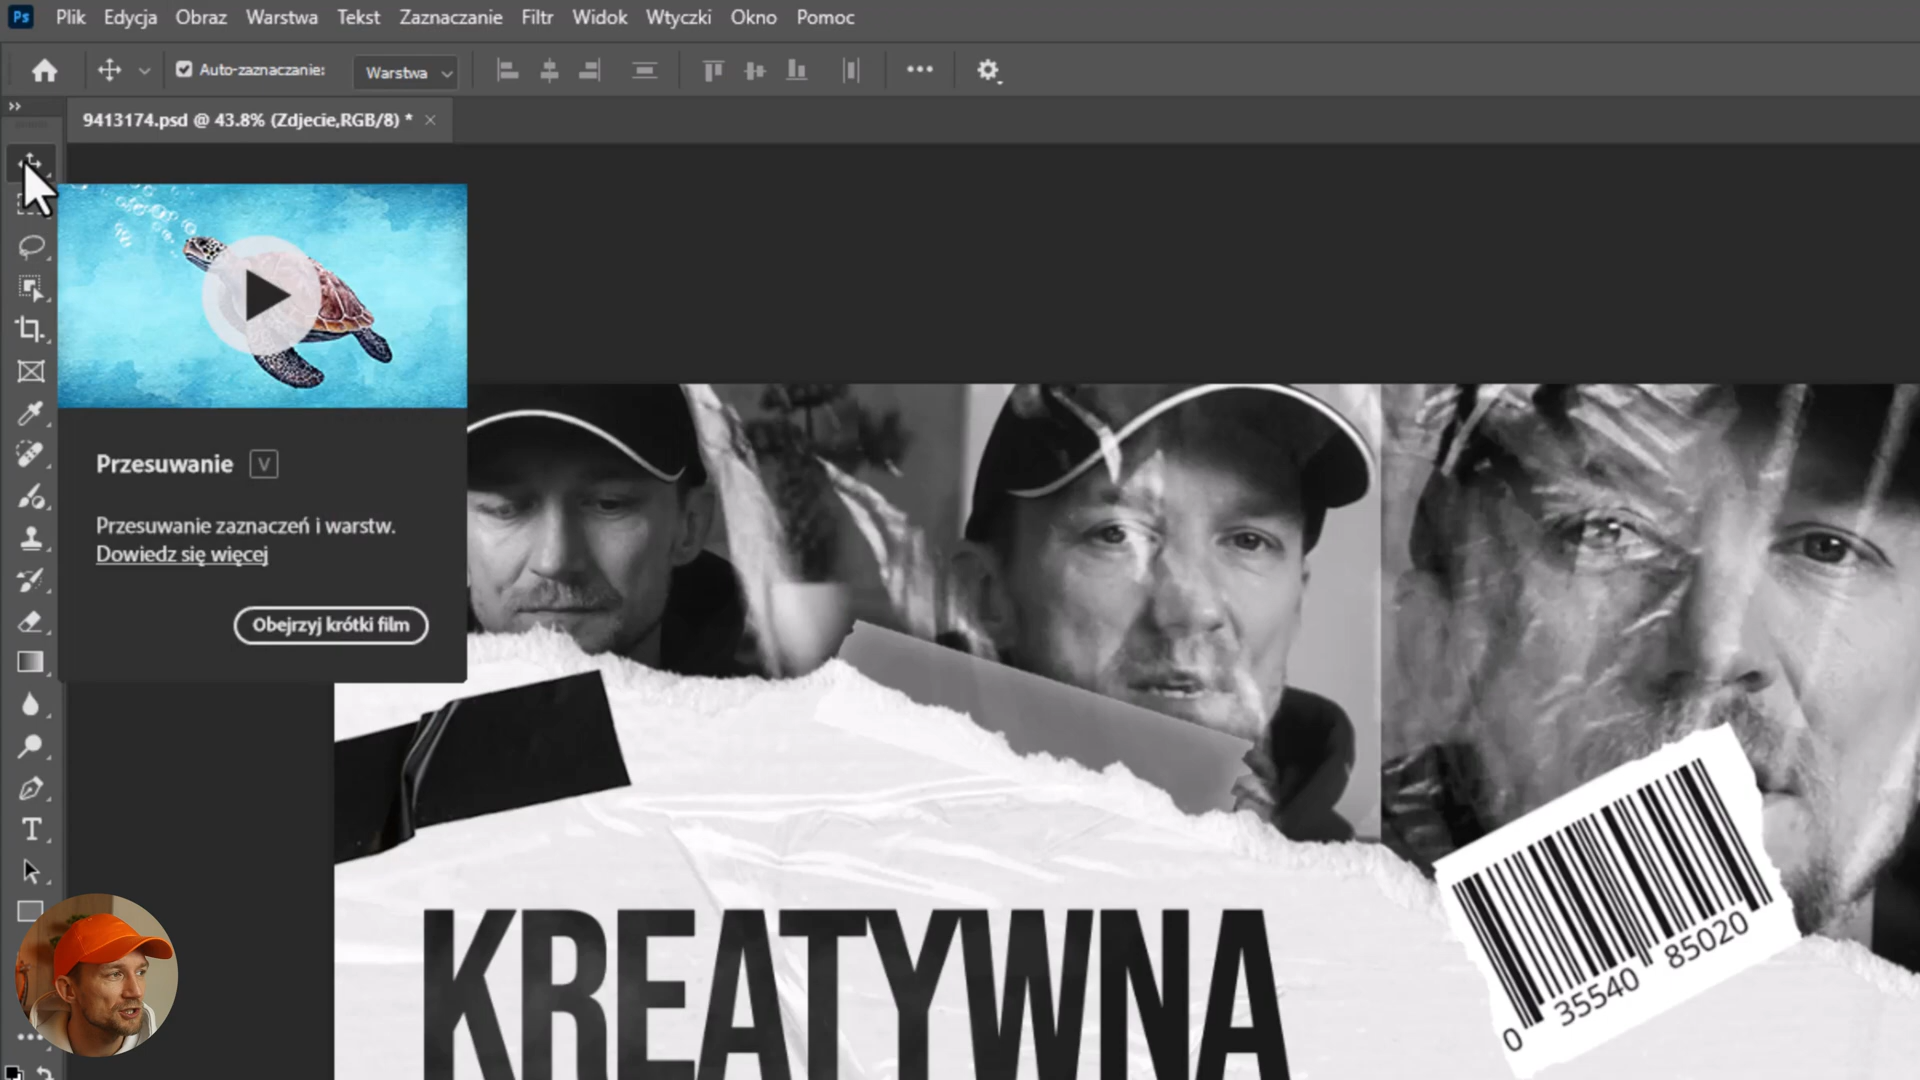 Ps Plik Edycja Obraz Warstwa Tekst Zaznaczanie Filtr Widok Wtyczki Okno Pomoc
Auto-zaznaczanie: Warstwa
9413174.psd @ 43.8% (Zdjecie,RGB/8) *
Przesuwanie V
Przesuwanie zaznaczeń i warstw.
Dowiedz się więcej
Obejrzyj krótki film
KREATYWNA
0 35540 85020